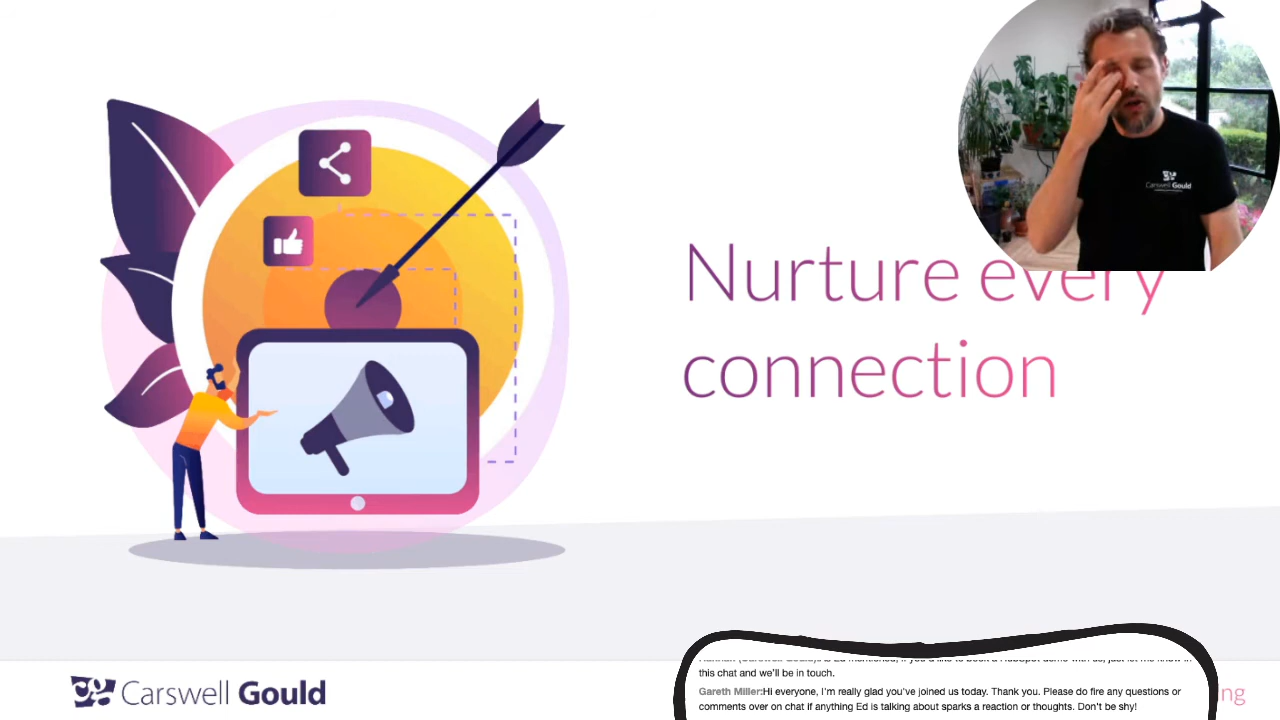 Carswell Gould
Nurture every
connection
Carswell Gould
this chat and we'll be in touch.
Gareth Miller:Hi everyone, I'm really glad you've joined us today. Thank you. Please do fire any questions or
comments over on chat if anything Ed is talking about sparks a reaction or thoughts. Don't be shy!
ng